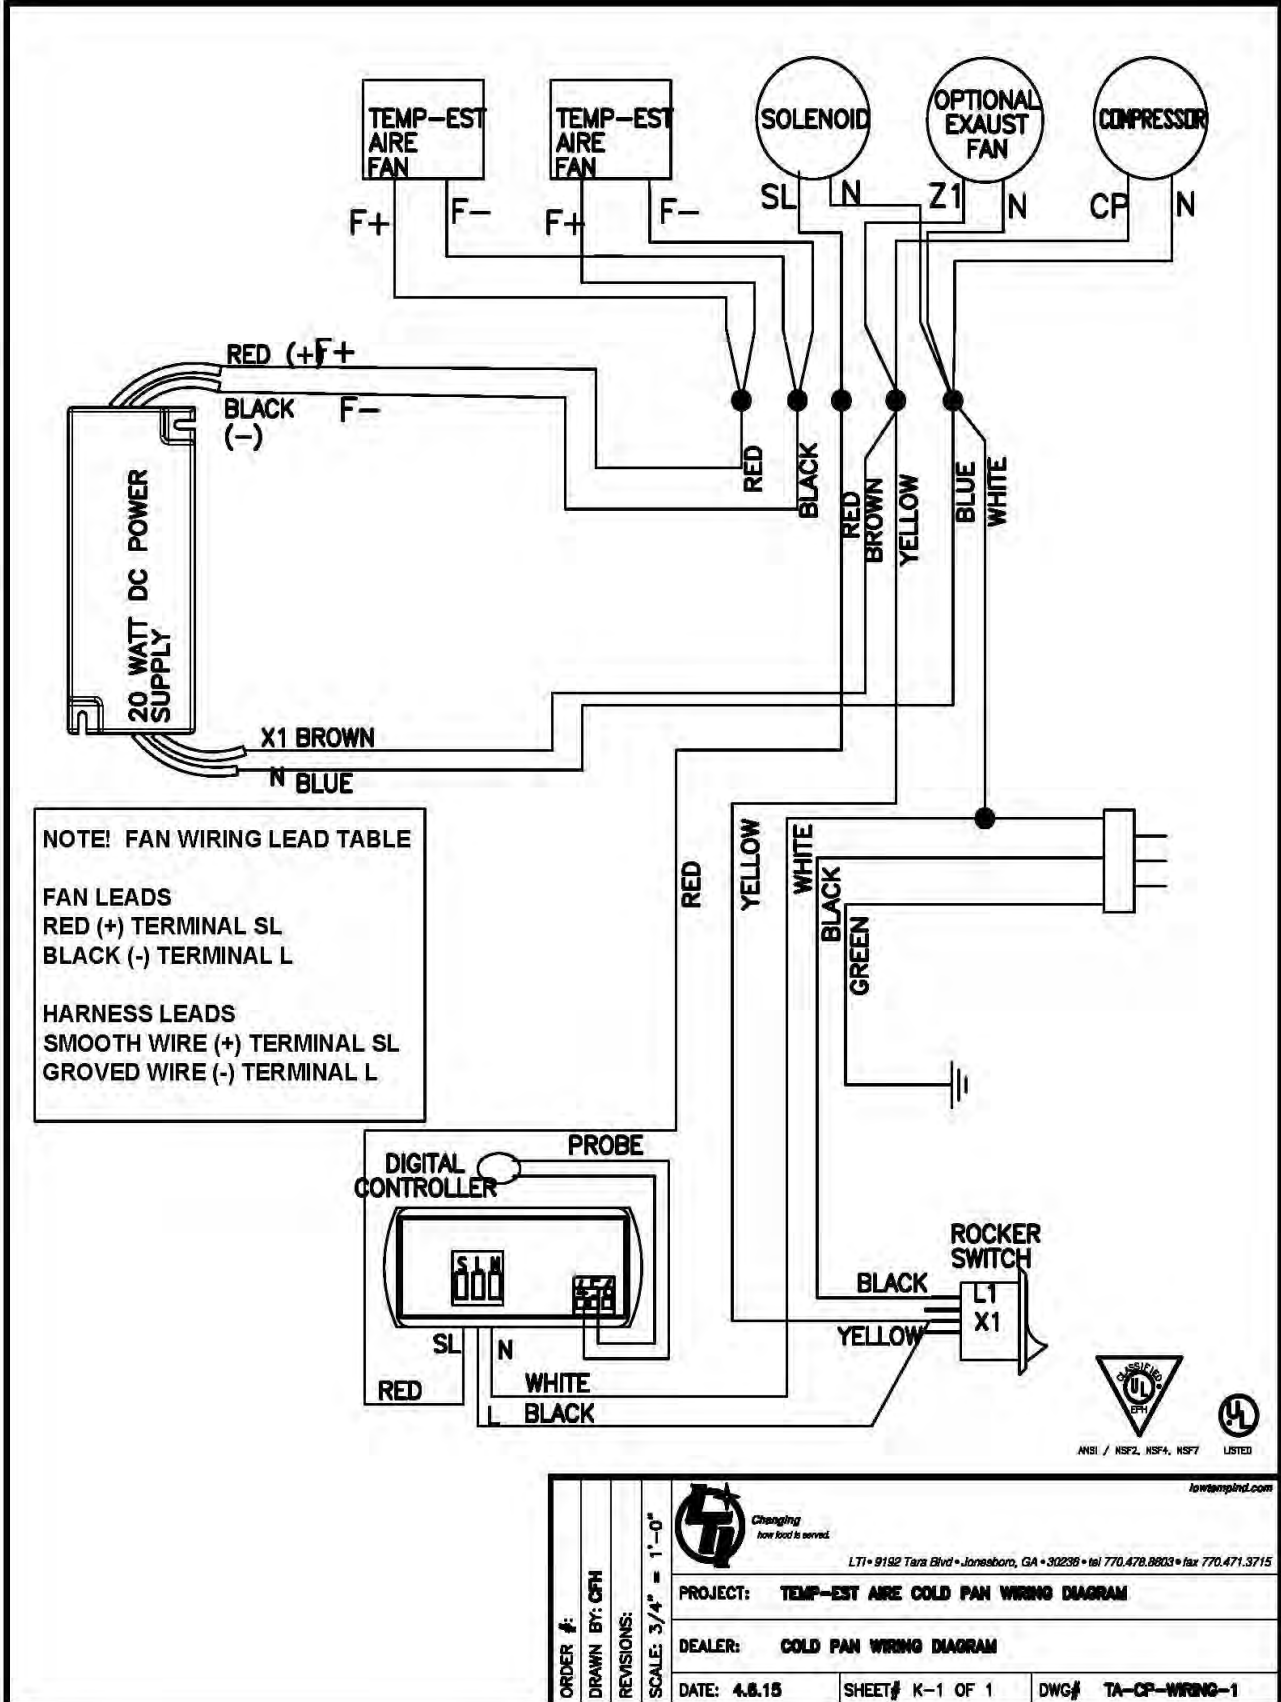 TEMP-EST
AIRE
FAN
TEMP-EST
AIRE
FAN
SOLENOID
OPTIONAL
EXAUST
FAN
COMPRESSOR
F+
F-
F+
F-
SL
N
Z1
N
CP
N
RED (+)F+
BLACK
(-)
F-
RED
BLACK
RED
BROWN
YELLOW
BLUE
WHITE
20 WATT DC POWER
SUPPLY
X1 BROWN
N BLUE
NOTE! FAN WIRING LEAD TABLE
FAN LEADS
RED (+) TERMINAL SL
BLACK (-) TERMINAL L
HARNESS LEADS
SMOOTH WIRE (+) TERMINAL SL
GROVED WIRE (-) TERMINAL L
RED
YELLOW
WHITE
BLACK
GREEN
PROBE
DIGITAL
CONTROLLER
S L N
SL
N
RED
WHITE
L BLACK
ROCKER
SWITCH
BLACK
L1
X1
YELLOW
CLASSIFIED
UL
EPH
ANSI / NSF2, NSF4, NSF7
UL
LISTED
ORDER #:
DRAWN BY: CFH
REVISIONS:
SCALE: 3/4" = 1'-0"
LTI
Changing
how food is served.
lowtempind.com
LTI • 9192 Tara Blvd • Jonesboro, GA • 30236 • tel 770.478.8803 • fax 770.471.3715
PROJECT: TEMP-EST AIRE COLD PAN WIRING DIAGRAM
DEALER: COLD PAN WIRING DIAGRAM
DATE: 4.6.15
SHEET# K-1 OF 1
DWG# TA-CP-WIRING-1